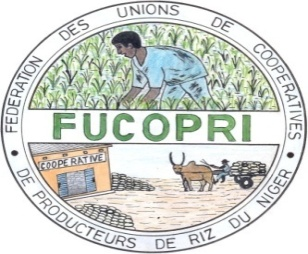 FEDERATION DES UNIONS DE COOPERATIVES
FUCOPRI
COOPERATIVE
DE PRODUCTEURS DE RIZ DU NIGER